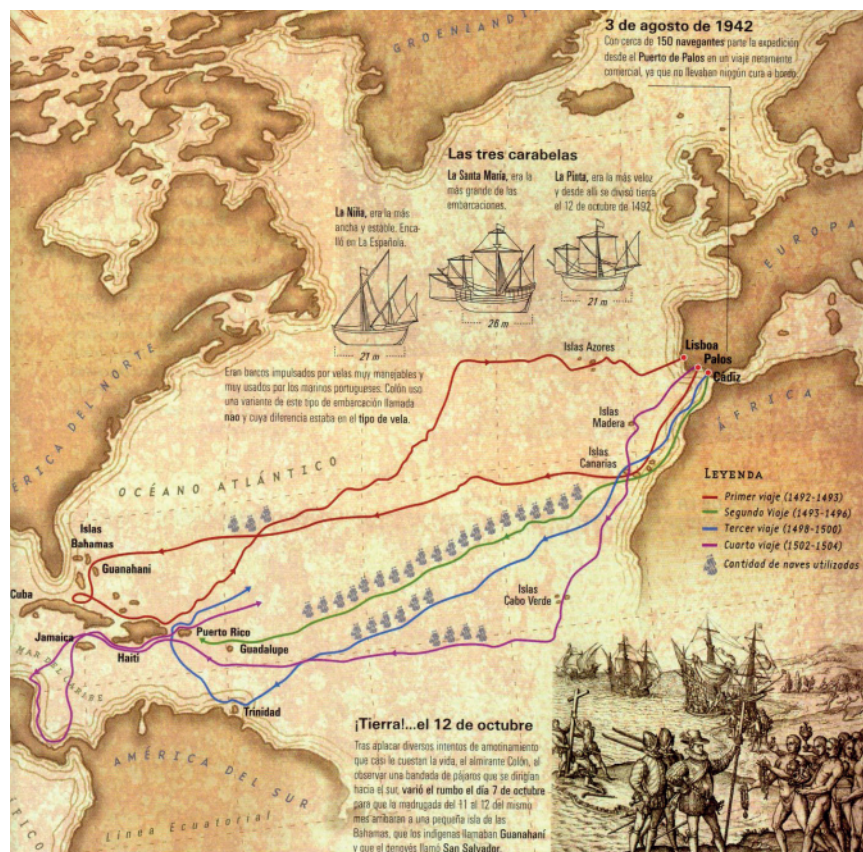 GROENLANDIA
3 de agosto de 1942
Con cerca de 150 navegantes parte la expedición
desde el Puerto de Palos en un viaje netamente
comercial, ya que no llevaban ningún cura a bordo.
Las tres carabelas
La Santa María, era la
más grande de las
embarcaciones.
La Pinta, era la más veloz
y desde allí se divisó tierra
el 12 de octubre de 1492.
La Niña, era la más
ancha y estable. Enca-
lló en La Española.
21 m
26 m
21 m
Eran barcos impulsados por velas muy manejables y
muy usados por los marinos portugueses. Colón uso
una variante de este tipo de embarcación llamada
nao y cuya diferencia estaba en el tipo de vela.
EUROPA
Islas Azores
Lisboa
Palos
Cádiz
ÁFRICA
Islas
Madera
Islas
Canarias
ÉRICA DEL NORTE
OCÉANO ATLÁNTICO
LEYENDA
Primer viaje (1492-1493)
Segundo Viaje (1493-1496)
Tercer viaje (1498-1500)
Cuarto viaje (1502-1504)
Cantidad de naves utilizadas
Islas
Bahamas
Guanahani
Cuba
Islas
Cabo Verde
Jamaica
Haití
Puerto Rico
Guadalupe
MAR DEL CARIBE
Trinidad
AMÉRICA DEL SUR
Línea Ecuatorial
FICO
¡Tierra!...el 12 de octubre
Tras aplacar diversos intentos de amotinamiento
que casi le cuestan la vida, el almirante Colón, al
observar una bandada de pájaros que se dirigían
hacia el sur, varió el rumbo el día 7 de octubre
para que la madrugada del 11 al 12 del mismo
mes arribaran a una pequeña isla de las
Bahamas, que los indígenas llamaban Guanahaní
y que el genovés llamó San Salvador.